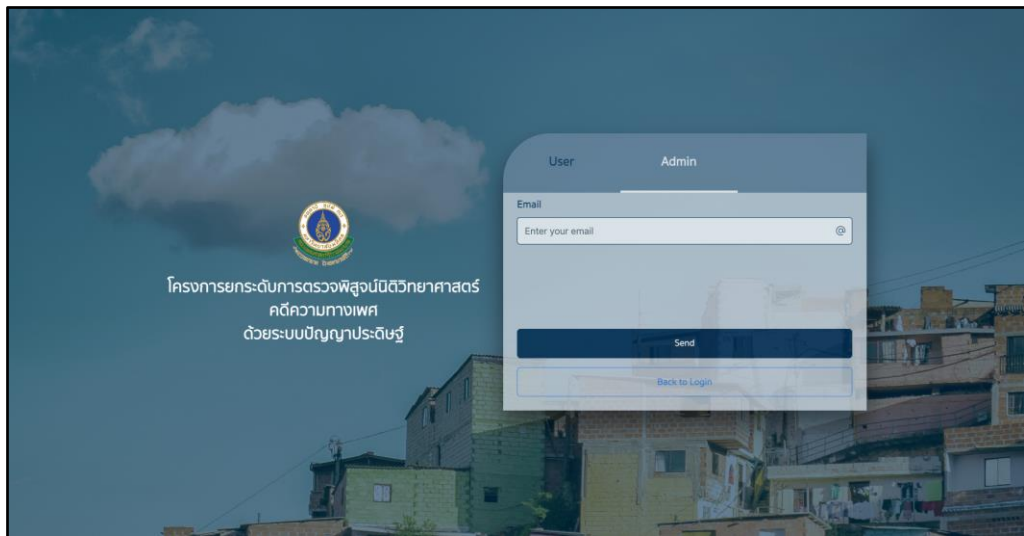 โครงการยกระดับการตรวจพิสูจน์นิติวิทยาศาสตร์
คดีความทางเพศ
ด้วยระบบปัญญาประดิษฐ์
User Admin
Email
Enter your email @
Send
Back to Login